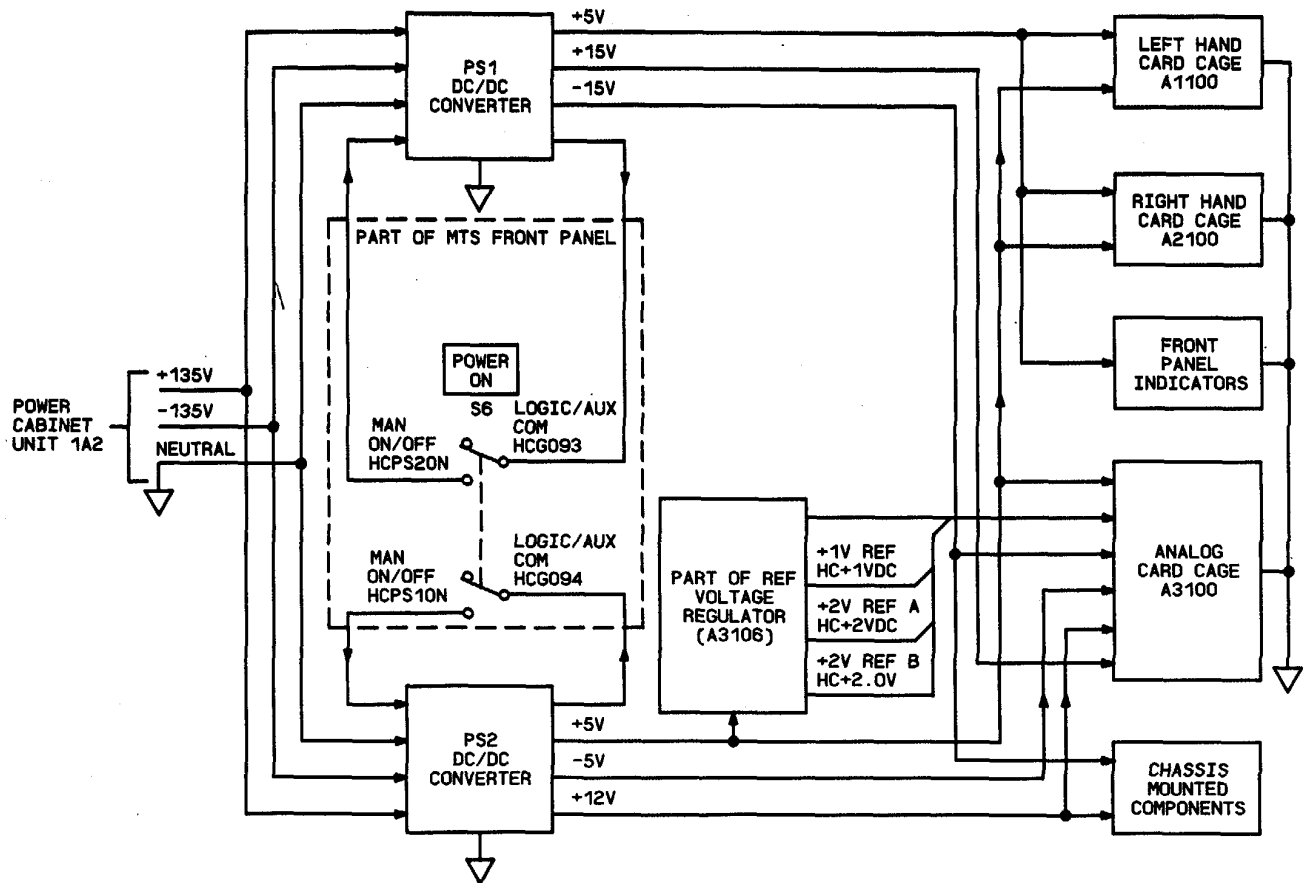 +5V
+15V
-15V
PS1
DC/DC
CONVERTER
LEFT HAND
CARD CAGE
A1100
RIGHT HAND
CARD CAGE
A2100
PART OF MTS FRONT PANEL
FRONT
PANEL
INDICATORS
POWER
ON
S6
POWER
CABINET
UNIT 1A2
+135V
-135V
NEUTRAL
MAN
ON/OFF
HCPS20N
LOGIC/AUX
COM
HCG093
MAN
ON/OFF
HCPS10N
LOGIC/AUX
COM
HCG094
PART OF REF
VOLTAGE
REGULATOR
(A3106)
+1V REF
HC+1VDC
+2V REF A
HC+2VDC
+2V REF B
HC+2.0V
ANALOG
CARD CAGE
A3100
PS2
DC/DC
CONVERTER
+5V
-5V
+12V
CHASSIS
MOUNTED
COMPONENTS